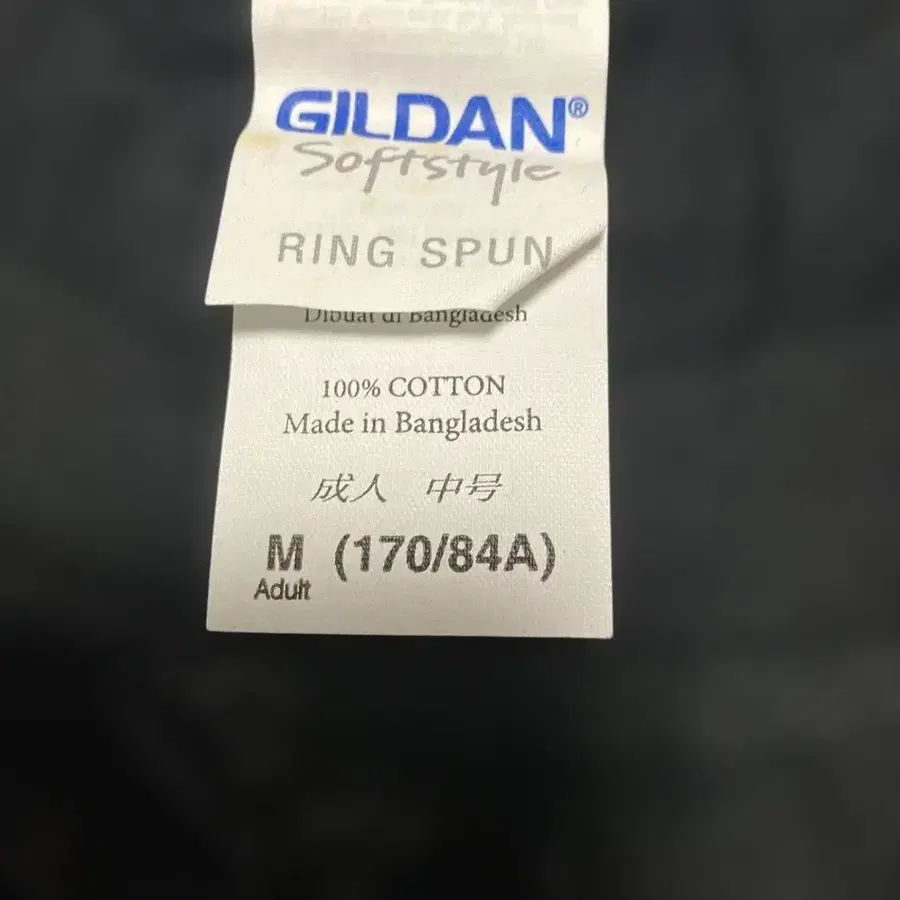 GILDAN®
Softstyle
RING SPUN
Dibuat di Bangladesh
100% COTTON
Made in Bangladesh
成人 中号
M (170/84A)
Adult